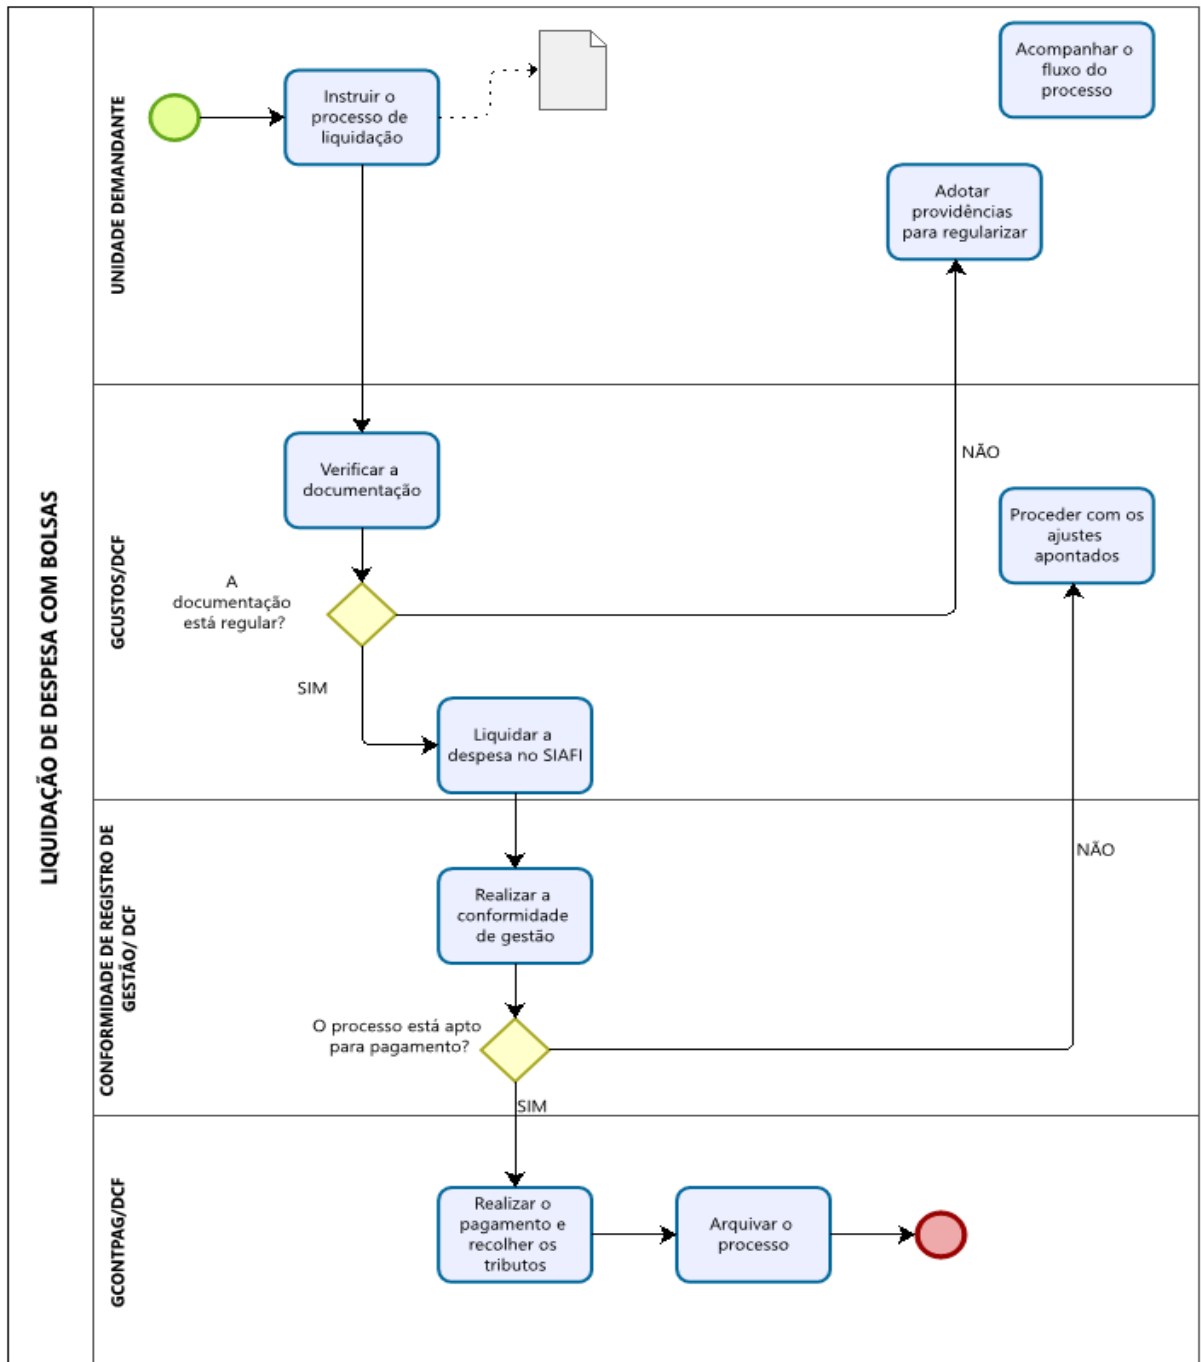 LIQUIDAÇÃO DE DESPESA COM BOLSAS
UNIDADE DEMANDANTE
Instruir o
processo de
liquidação
Acompanhar o
fluxo do
processo
Adotar
providências
para regularizar
GCUSTOS/DCF
Verificar a
documentação
NÃO
Proceder com os
ajustes
apontados
A
documentação
está regular?
SIM
Liquidar a
despesa no SIAFI
CONFORMIDADE DE REGISTRO DE
GESTÃO/ DCF
Realizar a
conformidade
de gestão
NÃO
O processo está apto
para pagamento?
SIM
GCONTPAG/DCF
Realizar o
pagamento e
recolher os
tributos
Arquivar o
processo